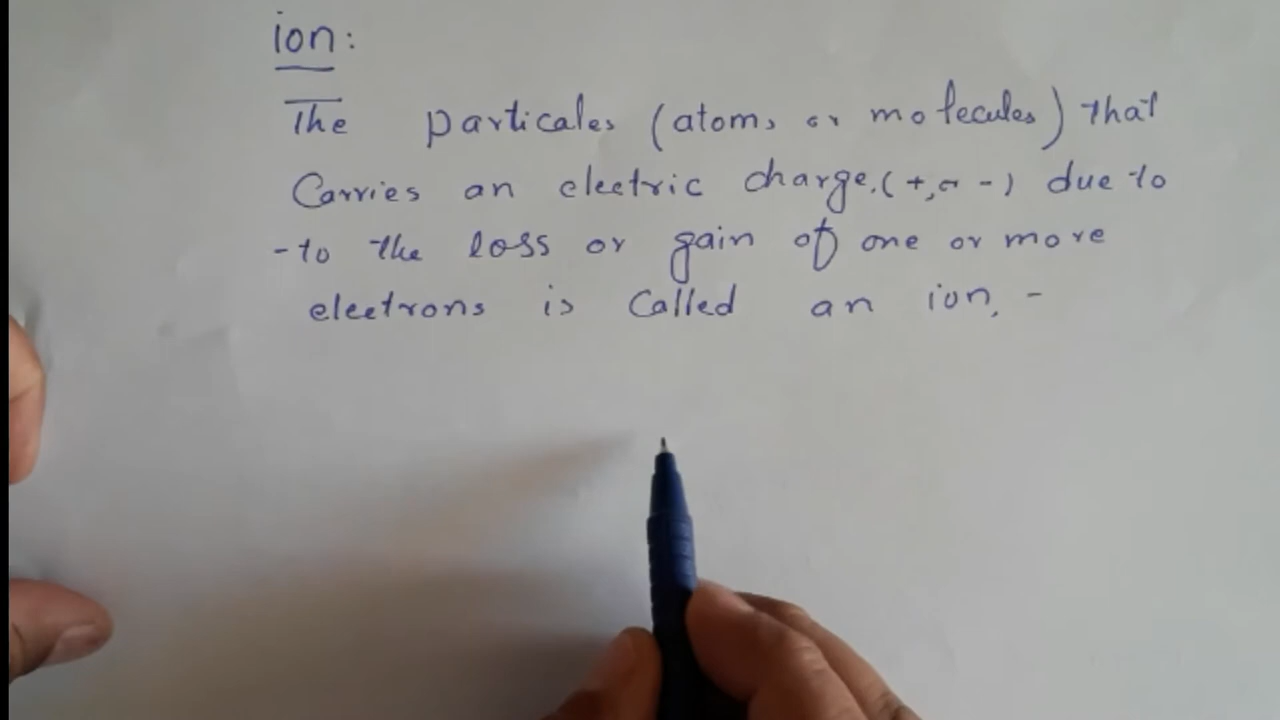 ion:
The particales (atoms or molecules) that
Carries an electric charge.(+, or -) due to
-to the loss or gain of one or more
electrons is Called an ion. -